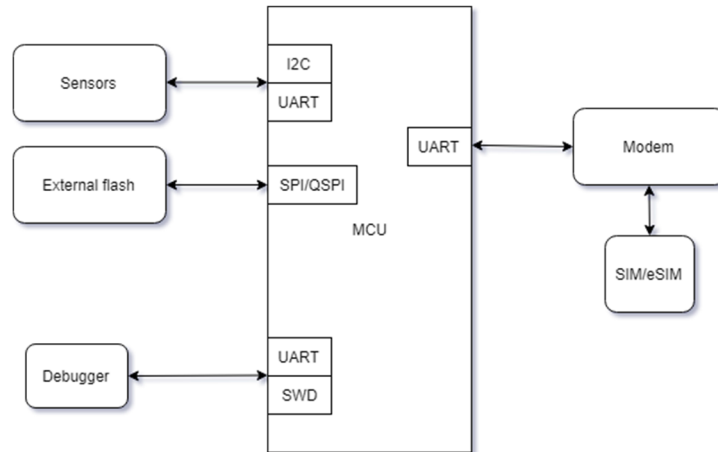 Sensors
I2C
UART
External flash
SPI/QSPI
UART
Modem
MCU
SIM/eSIM
Debugger
UART
SWD